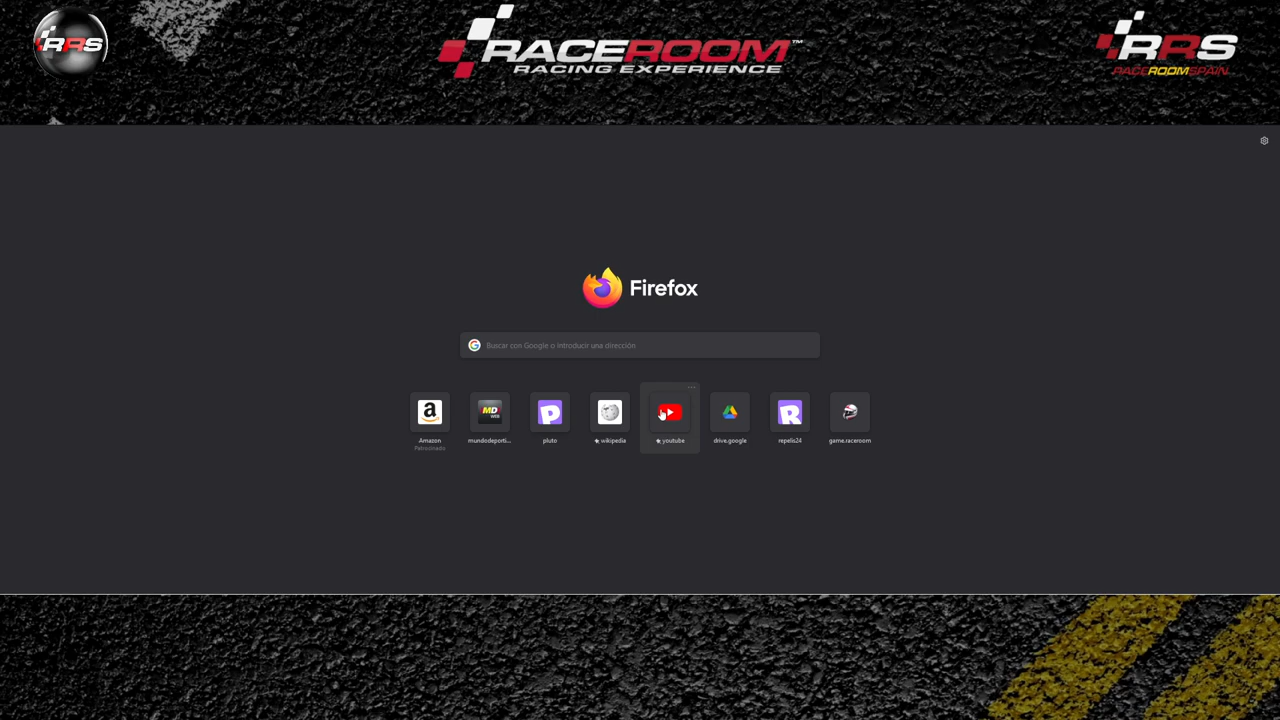 RRS
RACEROOM™
RACING EXPERIENCE
RRS
RACEROOMSPAIN
Firefox
Buscar con Google o introducir una dirección
Amazon
Patrocinado
mundodeporti...
pluto
wikipedia
youtube
drive.google
repelis24
game.raceroom